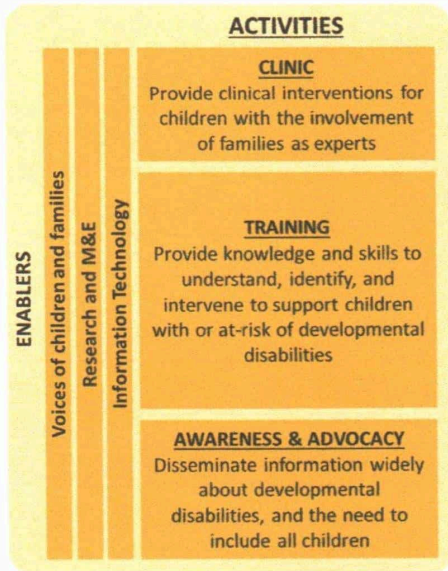 ACTIVITIES
ENABLERS
Voices of children and families
Research and M&E
Information Technology
CLINIC
Provide clinical interventions for
children with the involvement
of families as experts
TRAINING
Provide knowledge and skills to
understand, identify, and
intervene to support children
with or at-risk of developmental
disabilities
AWARENESS & ADVOCACY
Disseminate information widely
about developmental
disabilities, and the need to
include all children